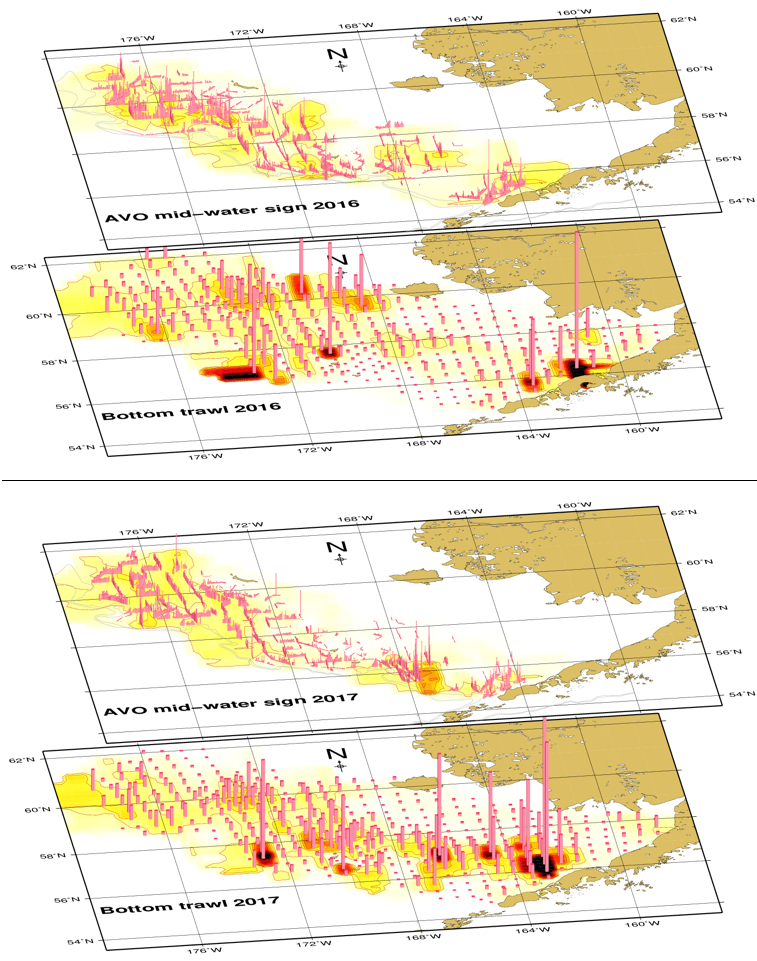 176°W 172°W 168°W 164°W 160°W 62°N
60°N
58°N
56°N
54°N
N
AVO mid-water sign 2016
62°N
60°N
58°N
56°N
54°N
N
Bottom trawl 2016
176°W 172°W 168°W 164°W 160°W
176°W 172°W 168°W 164°W 160°W 62°N
60°N
58°N
56°N
54°N
N
AVO mid-water sign 2017
62°N
60°N
58°N
56°N
54°N
N
Bottom trawl 2017
176°W 172°W 168°W 164°W 160°W